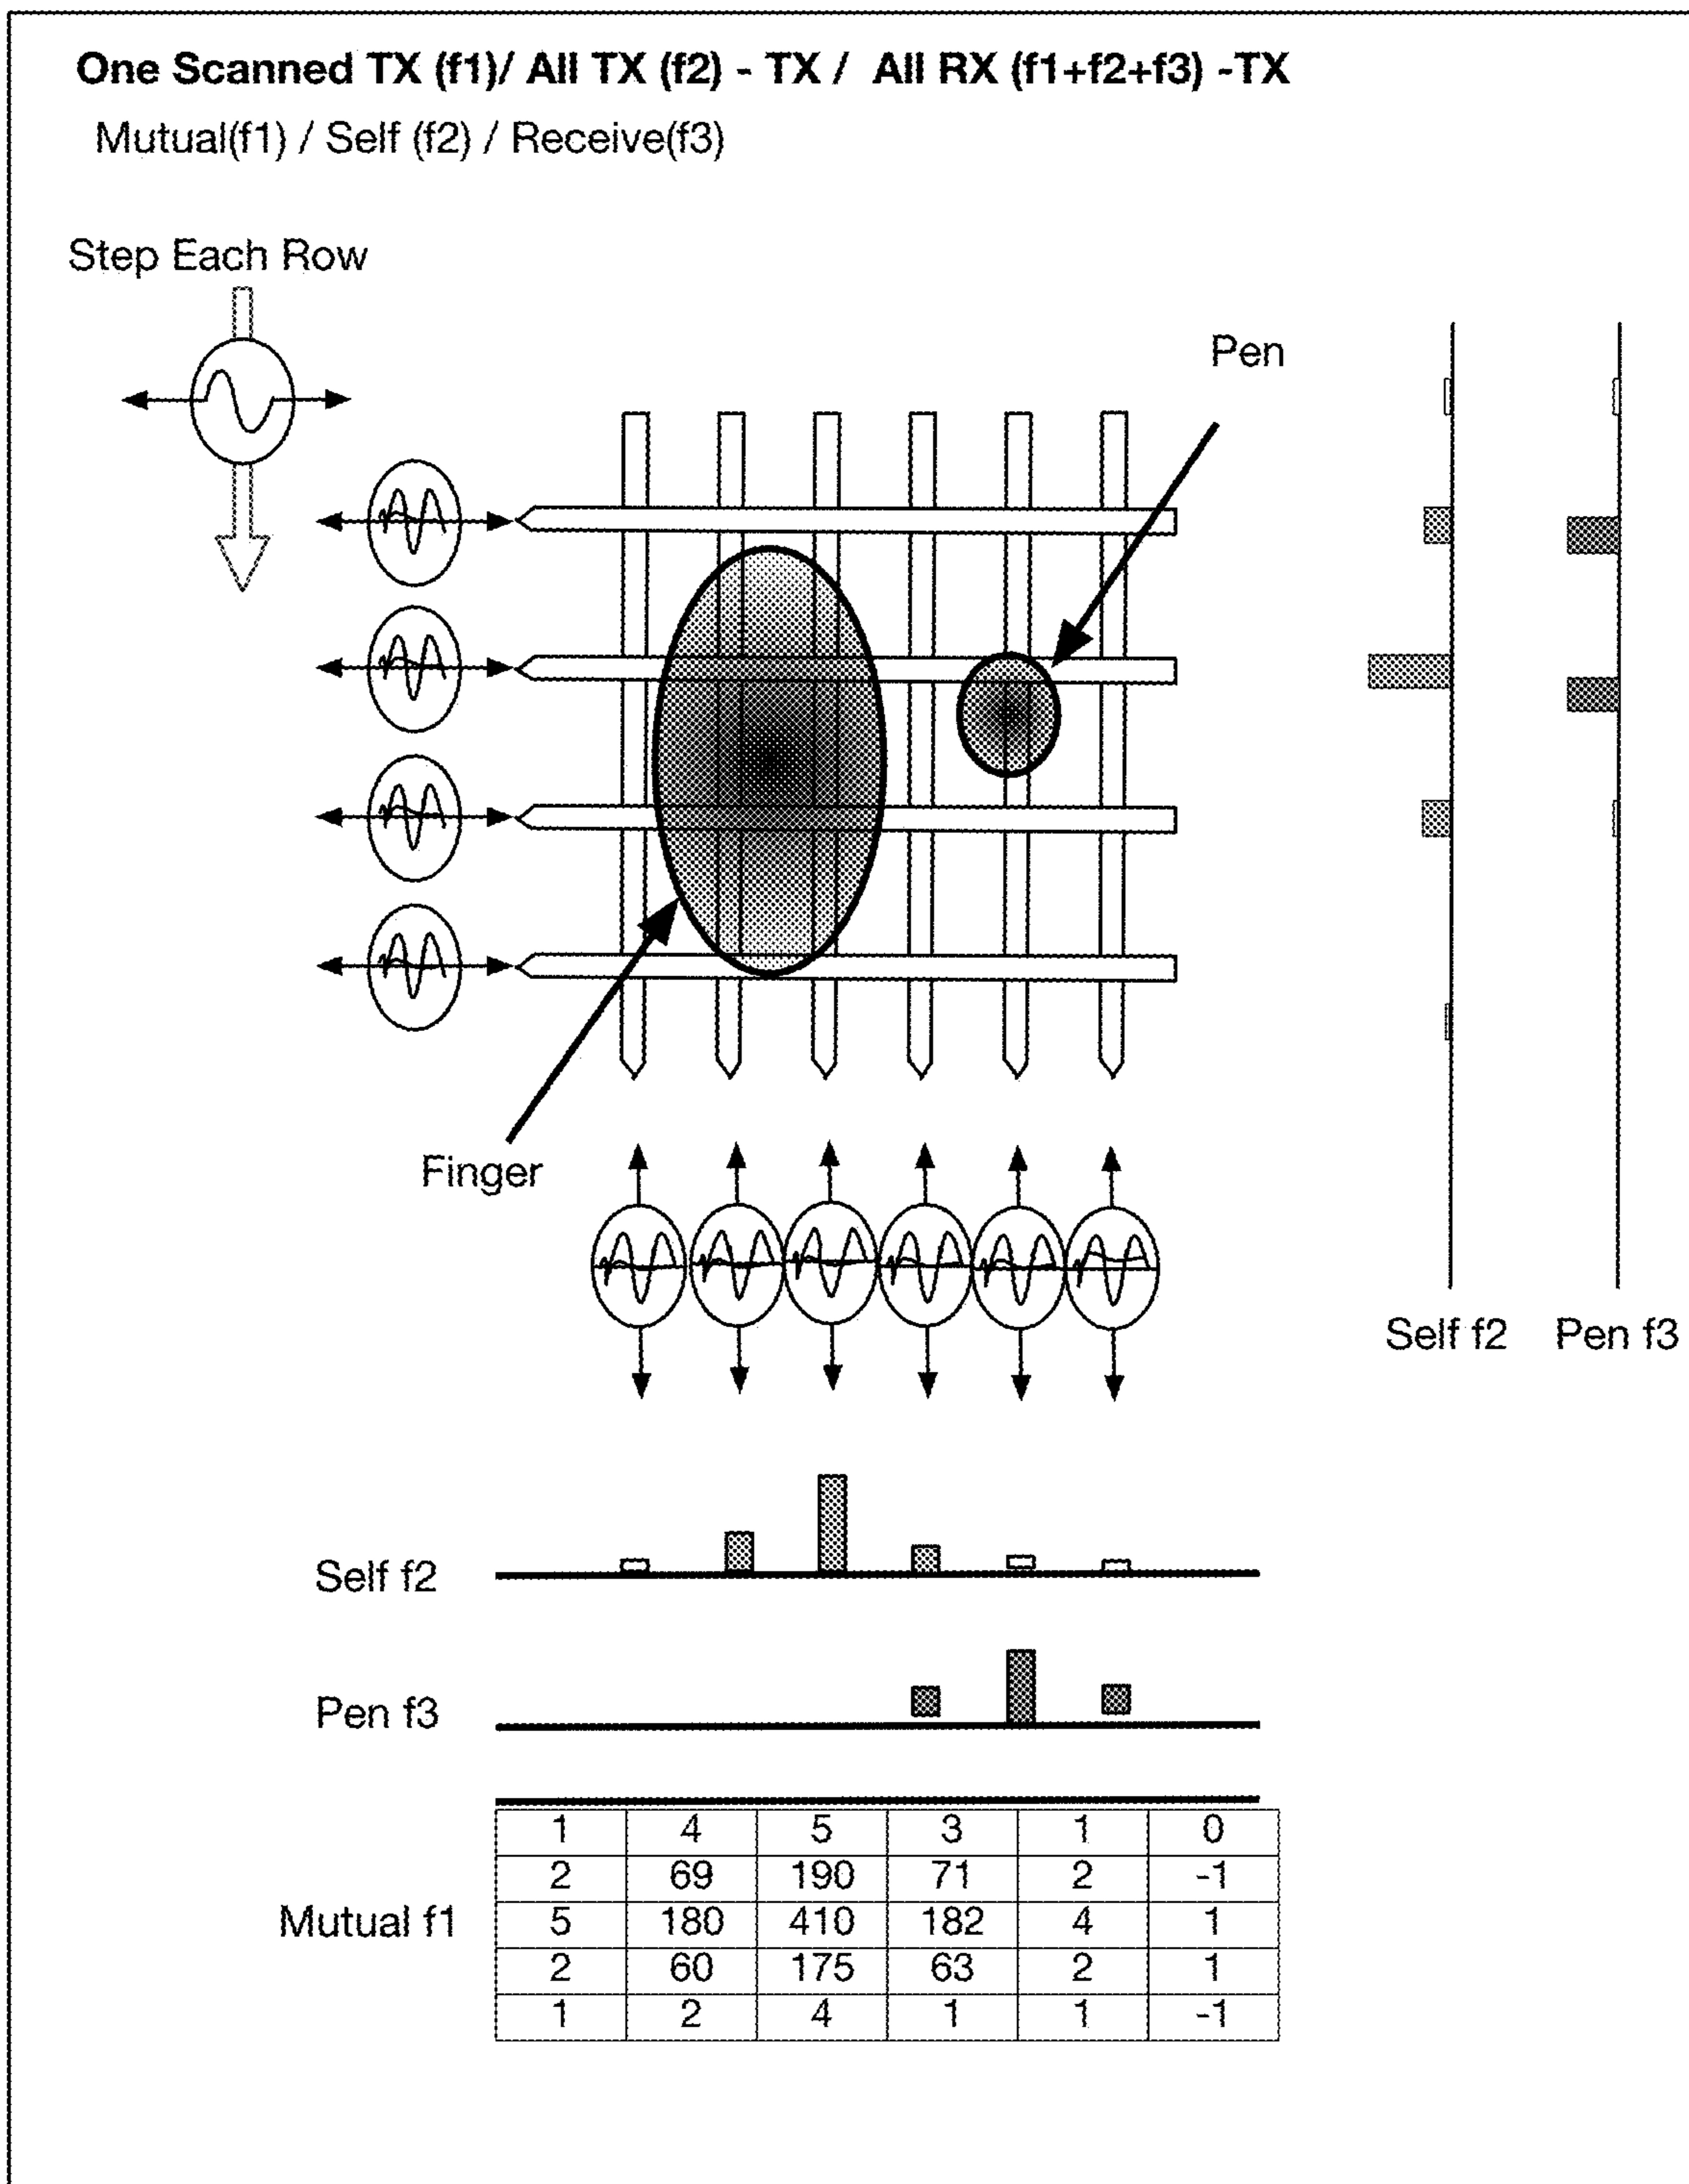 One Scanned TX (f1)/ All TX (f2) - TX / All RX (f1+f2+f3) -TX
Mutual(f1) / Self (f2) / Receive(f3)
Step Each Row
Pen
Finger
Self f2 Pen f3
Self f2
Pen f3
Mutual f1
1 4 5 3 1 0
2 69 190 71 2 -1
5 180 410 182 4 1
2 60 175 63 2 1
1 2 4 1 1 -1